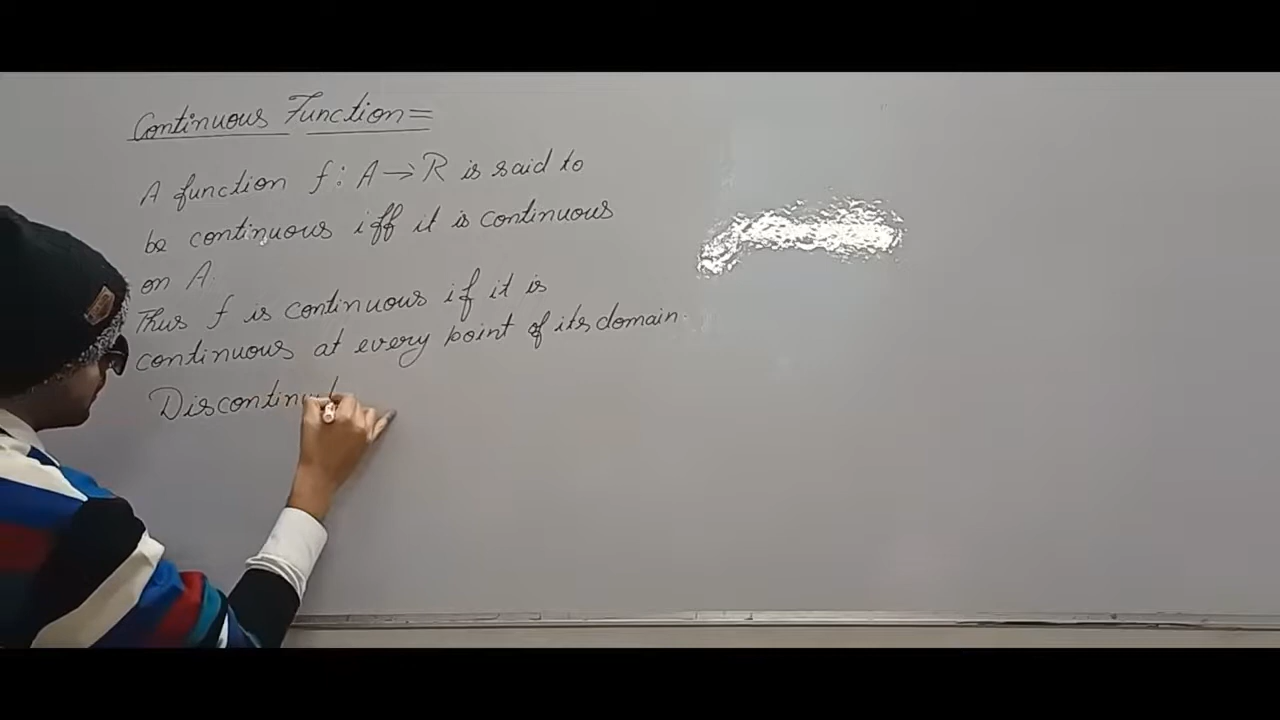 Continuous Function =
A function f : A → R is said to
be continuous iff it is continuous
on A.
Thus f is continuous if it is
continuous at every point of its domain.
Discontinu